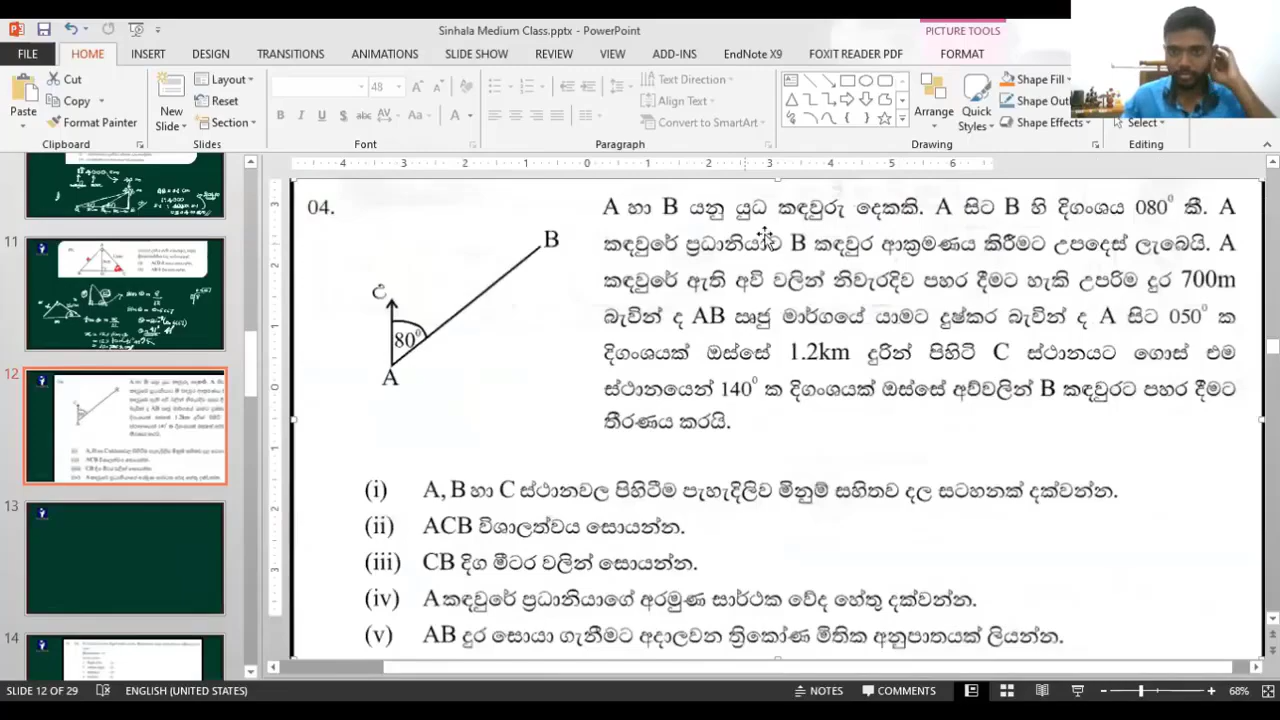 Sinhala Medium Class.pptx - PowerPoint
PICTURE TOOLS
FILE
HOME
INSERT
DESIGN
TRANSITIONS
ANIMATIONS
SLIDE SHOW
REVIEW
VIEW
ADD-INS
EndNote X9
FOXIT READER PDF
FORMAT
Paste
Cut
Copy
Format Painter
Clipboard
New Slide
Layout
Reset
Section
Slides
48
Font
Text Direction
Align Text
Convert to SmartArt
Paragraph
Arrange
Quick Styles
Shape Fill
Shape Out
Shape Effects
Drawing
Select
Editing
11
12
13
14
04.
A හා B යනු යුධ කඳවුරු දෙකකි. A සිට B හි දිගංශය 080° කී. A
කඳවුරේ ප්‍රධානියාට B කඳවුර ආක්‍රමණය කිරීමට උපදෙස් ලැබෙයි. A
කඳවුරේ ඇති අවි වලින් නිවැරදිව පහර දීමට හැකි උපරිම දුර 700m
බැවින් ද AB ඍජු මාර්ගයේ යාමට දුෂ්කර බැවින් ද A සිට 050° ක
දිගංශයක් ඔස්සේ 1.2km දුරින් පිහිටි C ස්ථානයට ගොස් එම
ස්ථානයෙන් 140° ක දිගංශයක් ඔස්සේ අව්වලින් B කඳවුරට පහර දීමට
තීරණය කරයි.
B
උ
80°
A
(i) A, B හා C ස්ථානවල පිහිටීම පැහැදිලිව මිනුම් සහිතව දල සටහනක් දක්වන්න.
(ii) ACB විශාලත්වය සොයන්න.
(iii) CB දිග මීටර වලින් සොයන්න.
(iv) A කඳවුරේ ප්‍රධානියාගේ අරමුණ සාර්ථක වේද හේතු දක්වන්න.
(v) AB දුර සොයා ගැනීමට අදාලවන ත්‍රිකෝණ මිතික අනුපාතයක් ලියන්න.
SLIDE 12 OF 29
ENGLISH (UNITED STATES)
NOTES
COMMENTS
68%